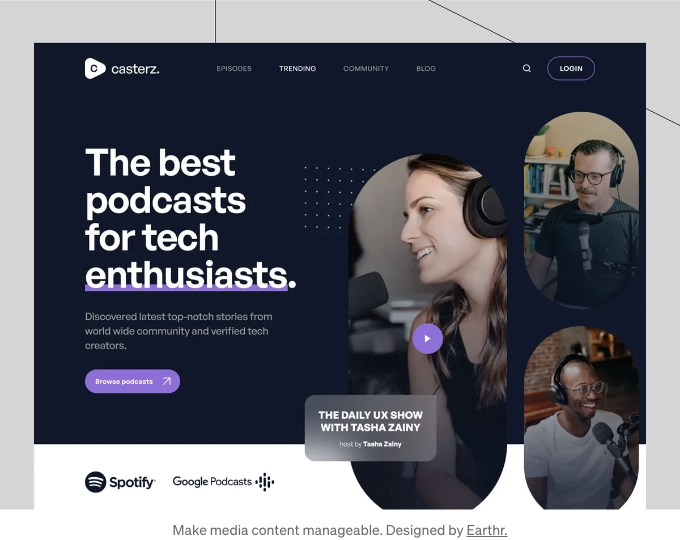 C
casterz.
EPISODES
TRENDING
COMMUNITY
BLOG
LOGIN
The best
podcasts
for tech
enthusiasts.
Discovered latest top-notch stories from
world wide community and verified tech
creators.
Browse podcasts
THE DAILY UX SHOW
WITH TASHA ZAINY
host by Tasha Zainy
Spotify
Google Podcasts
Make media content manageable. Designed by Earthr.